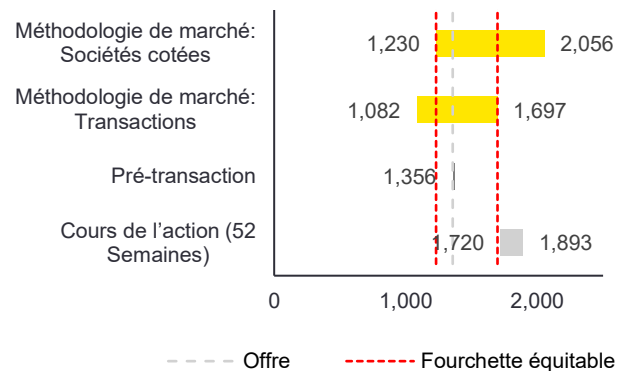 Méthodologie de marché:
Sociétés cotées
1,230
2,056
Méthodologie de marché:
Transactions
1,082
1,697
Pré-transaction
1,356
Cours de l’action (52
Semaines)
1,720
1,893
0
1,000
2,000
Offre
Fourchette équitable